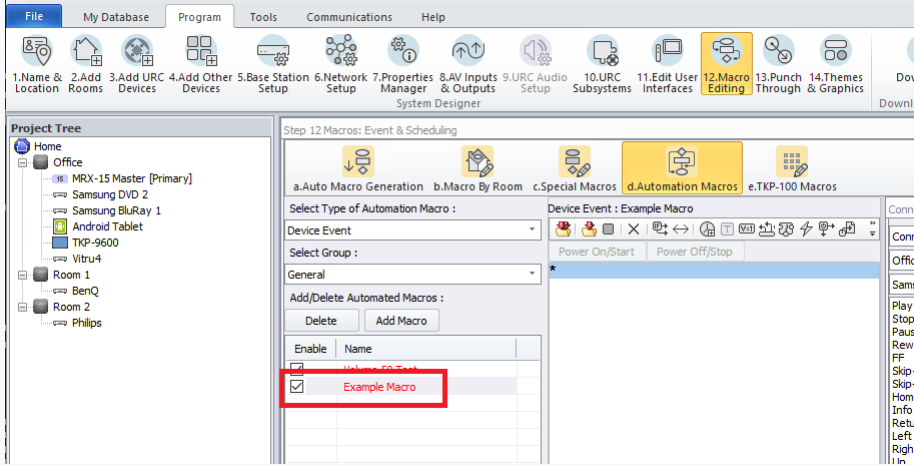 File My Database Program Tools Communications Help
1.Name & 2.Add 3.Add URC 4.Add Other 5.Base Station 6.Network 7.Properties 8.AV Inputs 9.URC Audio 10.URC 11.Edit User 12.Macro 13.Punch 14.Themes
Location Rooms Devices Devices Setup Setup Manager & Outputs Setup Subsystems Interfaces Editing Through & Graphics
System Designer
Project Tree
Home
Office
15 MRX-15 Master [Primary]
Samsung DVD 2
Samsung BluRay 1
Android Tablet
TKP-9600
Vitru4
Room 1
BenQ
Room 2
Philips
Step 12 Macros: Event & Scheduling
a.Auto Macro Generation b.Macro By Room c.Special Macros d.Automation Macros e.TKP-100 Macros
Select Type of Automation Macro :
Device Event
Select Group :
General
Add/Delete Automated Macros :
Delete Add Macro
Enable Name
Volume 50 Test
Example Macro
Device Event : Example Macro
Power On/Start Power Off/Stop
*
Play
Stop
FF
Info
Left